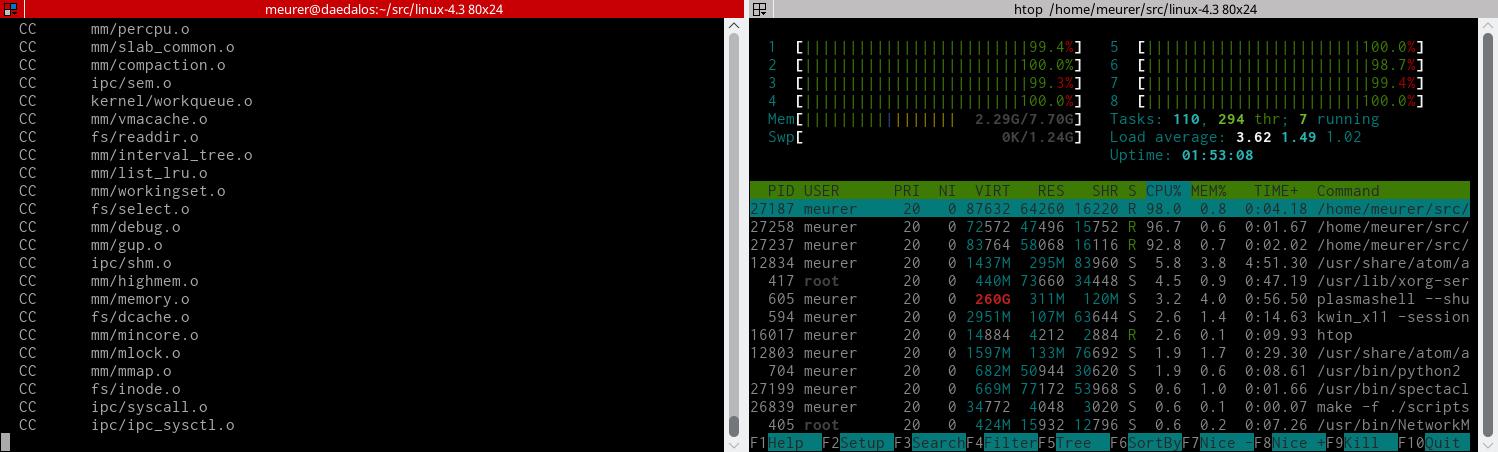 meurer@daedalos:~/src/linux-4.3 80x24
CC mm/percpu.o
CC mm/slab_common.o
CC mm/compaction.o
CC ipc/sem.o
CC kernel/workqueue.o
CC mm/vmacache.o
CC fs/readdir.o
CC mm/interval_tree.o
CC mm/list_lru.o
CC mm/workingset.o
CC fs/select.o
CC mm/debug.o
CC mm/gup.o
CC ipc/shm.o
CC mm/highmem.o
CC mm/memory.o
CC fs/dcache.o
CC mm/mincore.o
CC mm/mlock.o
CC mm/mmap.o
CC fs/inode.o
CC ipc/syscall.o
CC ipc/ipc_sysctl.o
htop /home/meurer/src/linux-4.3 80x24
1 [|||||||||||||||||||||||||99.4%] 5 [||||||||||||||||||||||||100.0%]
2 [||||||||||||||||||||||||100.0%] 6 [|||||||||||||||||||||||||98.7%]
3 [|||||||||||||||||||||||||99.3%] 7 [|||||||||||||||||||||||||99.4%]
4 [||||||||||||||||||||||||100.0%] 8 [||||||||||||||||||||||||100.0%]
Mem[||||||||||||||||| 2.29G/7.70G] Tasks: 110, 294 thr; 7 running
Swp[ 0K/1.24G] Load average: 3.62 1.49 1.02
Uptime: 01:53:08
PID USER PRI NI VIRT RES SHR S CPU% MEM% TIME+ Command
27187 meurer 20 0 87632 64260 16220 R 98.0 0.8 0:04.18 /home/meurer/src/
27258 meurer 20 0 72572 47496 15752 R 96.7 0.6 0:01.67 /home/meurer/src/
27237 meurer 20 0 83764 58068 16116 R 92.8 0.7 0:02.02 /home/meurer/src/
12834 meurer 20 0 1437M 295M 83960 S 5.8 3.8 4:51.30 /usr/share/atom/a
417 root 20 0 440M 73660 34448 S 4.5 0.9 0:47.19 /usr/lib/xorg-ser
605 meurer 20 0 260G 311M 120M S 3.2 4.0 0:56.50 plasmashell --shu
594 meurer 20 0 2951M 107M 63644 S 2.6 1.4 0:14.63 kwin_x11 -session
16017 meurer 20 0 14884 4212 2884 R 2.6 0.1 0:09.93 htop
12803 meurer 20 0 1597M 133M 76692 S 1.9 1.7 0:29.30 /usr/share/atom/a
704 meurer 20 0 682M 50944 30620 S 1.9 0.6 0:08.61 /usr/bin/python2
27199 meurer 20 0 669M 77172 53968 S 0.6 1.0 0:01.66 /usr/bin/spectacl
26839 meurer 20 0 34772 4048 3020 S 0.6 0.1 0:00.07 make -f ./scripts
405 root 20 0 424M 15932 12796 S 0.6 0.2 0:07.26 /usr/bin/NetworkM
F1Help F2Setup F3SearchF4FilterF5Tree F6SortByF7Nice -F8Nice +F9Kill F10Quit